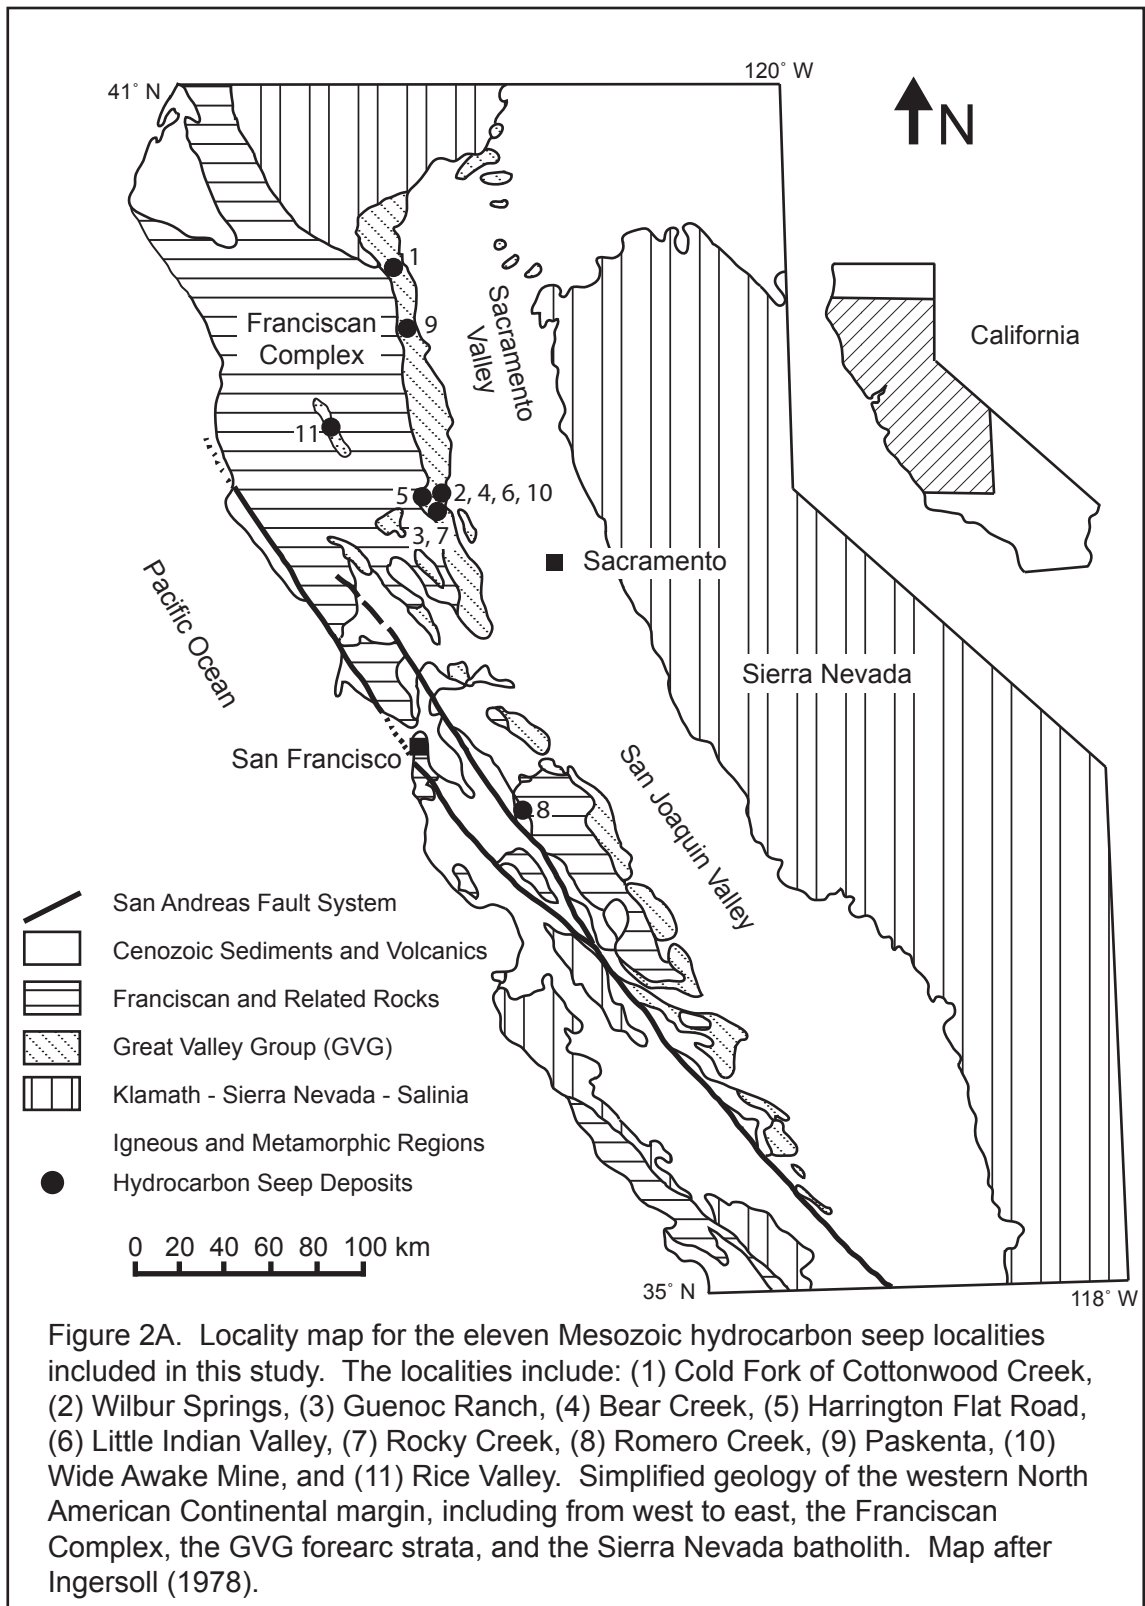 120˚ W
41˚ N
N
1
Sacramento
Valley
Franciscan
Complex
9
California
11
5
2, 4, 6, 10
3, 7
Sacramento
Pacific Ocean
Sierra Nevada
San Francisco
San Joaquin Valley
8
San Andreas Fault System
Cenozoic Sediments and Volcanics
Franciscan and Related Rocks
Great Valley Group (GVG)
Klamath - Sierra Nevada - Salinia
Igneous and Metamorphic Regions
Hydrocarbon Seep Deposits
0 20 40 60 80 100 km
35˚ N
118˚ W
Figure 2A. Locality map for the eleven Mesozoic hydrocarbon seep localities
included in this study. The localities include: (1) Cold Fork of Cottonwood Creek,
(2) Wilbur Springs, (3) Guenoc Ranch, (4) Bear Creek, (5) Harrington Flat Road,
(6) Little Indian Valley, (7) Rocky Creek, (8) Romero Creek, (9) Paskenta, (10)
Wide Awake Mine, and (11) Rice Valley. Simplified geology of the western North
American Continental margin, including from west to east, the Franciscan
Complex, the GVG forearc strata, and the Sierra Nevada batholith. Map after
Ingersoll (1978).